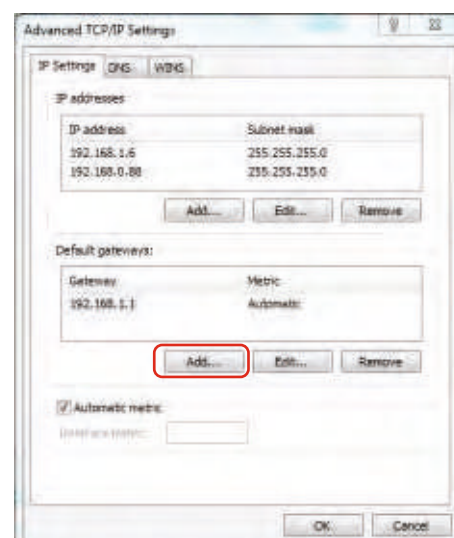 Advanced TCP/IP Settings
IP Settings DNS WINS
IP addresses
IP address Subnet mask
192.168.1.6 255.255.255.0
192.168.0.88 255.255.255.0
Add... Edit... Remove
Default gateways:
Gateway Metric
192.168.1.1 Automatic
Add... Edit... Remove
Automatic metric
Interface metric:
OK Cancel